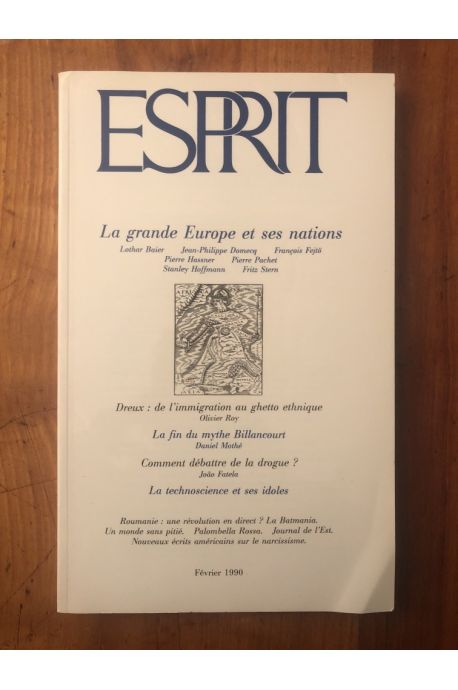 ESPRIT
La grande Europe et ses nations
Lothar Baier Jean-Philippe Domecq François Fejtö
Pierre Hassner Pierre Pachet
Stanley Hoffmann Fritz Stern
Dreux : de l'immigration au ghetto ethnique
Olivier Roy
La fin du mythe Billancourt
Daniel Mothé
Comment débattre de la drogue ?
João Fatela
La technoscience et ses idoles
Roumanie : une révolution en direct ? La Batmania.
Un monde sans pitié. Palombella Rossa. Journal de l'Est.
Nouveaux écrits américains sur le narcissisme.
Février 1990